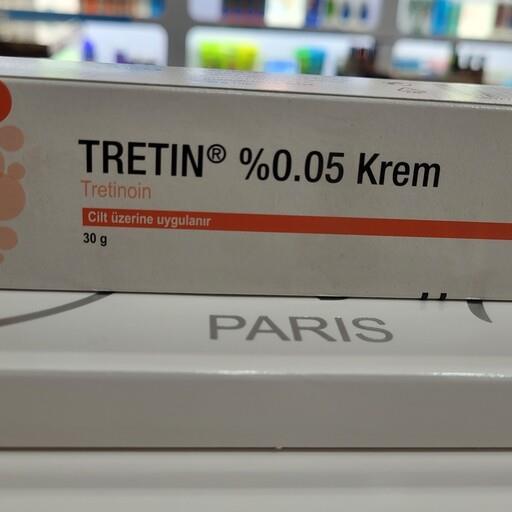 TRETIN® %0.05 Krem
Tretinoin
Cilt üzerine uygulanır
30 g
PARIS